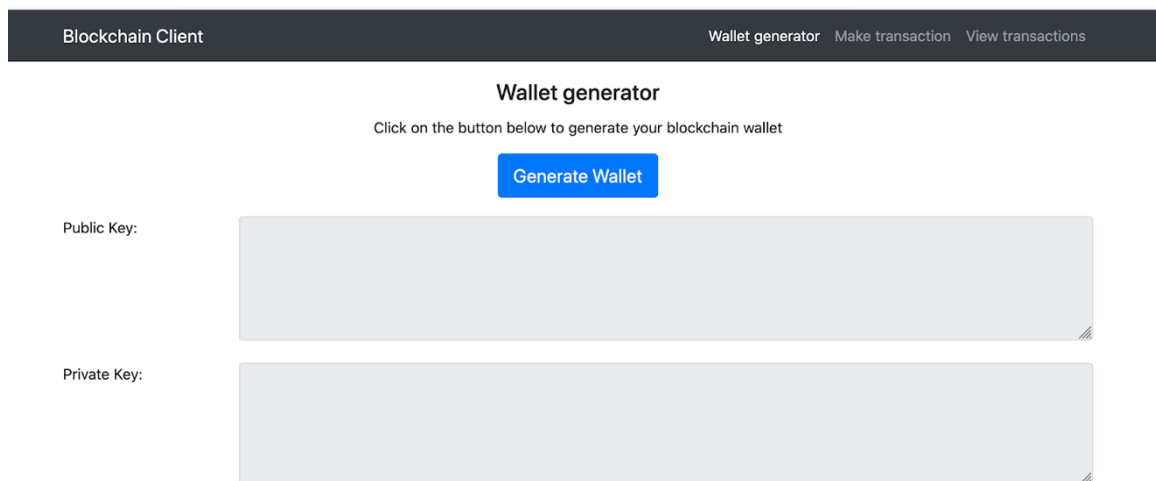 Blockchain Client
Wallet generator Make transaction View transactions
Wallet generator
Click on the button below to generate your blockchain wallet
Generate Wallet
Public Key:
Private Key: